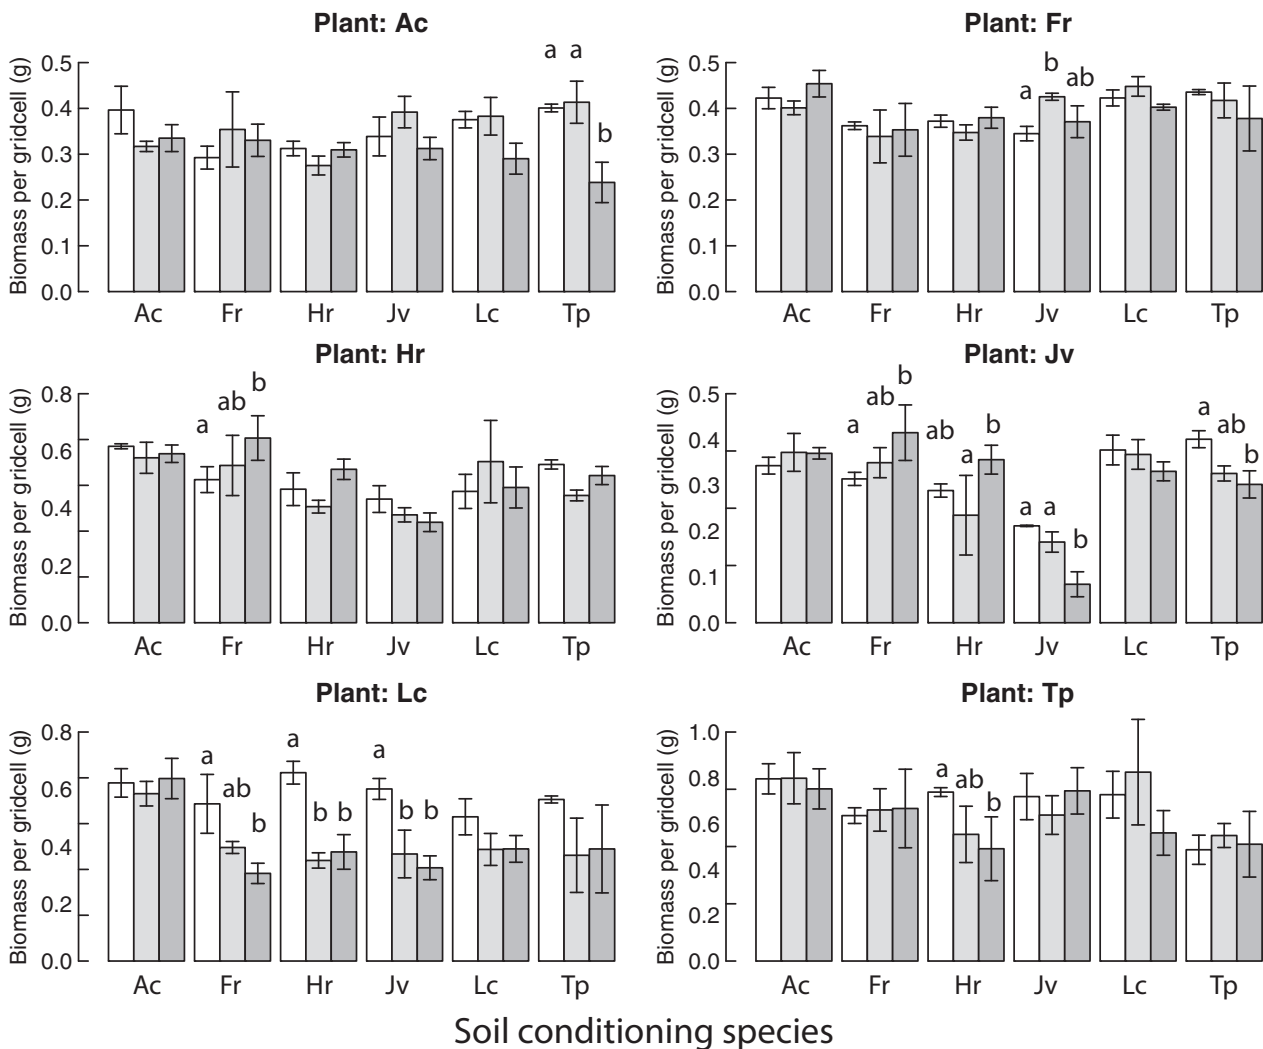 Plant: Ac
Biomass per gridcell (g)
0.5
0.4
0.3
0.2
0.1
0.0
a a
b
Ac Fr Hr Jv Lc Tp
Plant: Fr
Biomass per gridcell (g)
0.5
0.4
0.3
0.2
0.1
0.0
a b ab
Ac Fr Hr Jv Lc Tp
Plant: Hr
Biomass per gridcell (g)
0.8
0.6
0.4
0.2
0.0
a ab b
Ac Fr Hr Jv Lc Tp
Plant: Jv
Biomass per gridcell (g)
0.5
0.4
0.3
0.2
0.1
0.0
a ab b
ab a b
a a b
a ab b
Ac Fr Hr Jv Lc Tp
Plant: Lc
Biomass per gridcell (g)
0.8
0.6
0.4
0.2
0.0
a ab b
a b b
a b b
Ac Fr Hr Jv Lc Tp
Plant: Tp
Biomass per gridcell (g)
1.0
0.8
0.6
0.4
0.2
0.0
a ab b
Ac Fr Hr Jv Lc Tp
Soil conditioning species